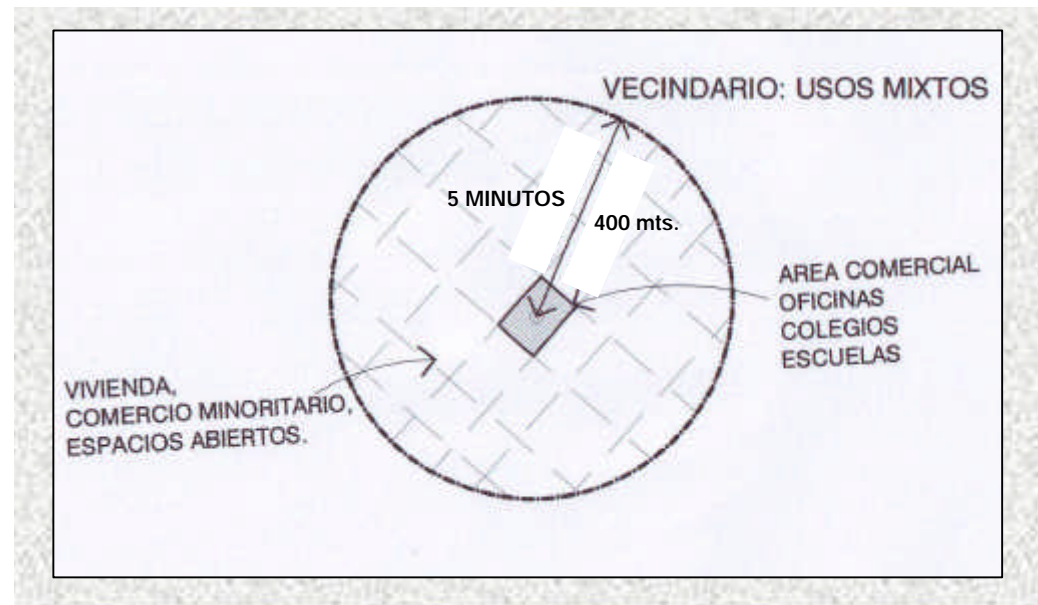 VECINDARIO: USOS MIXTOS
5 MINUTOS
400 mts.
AREA COMERCIAL
OFICINAS
COLEGIOS
ESCUELAS
VIVIENDA,
COMERCIO MINORITARIO,
ESPACIOS ABIERTOS.